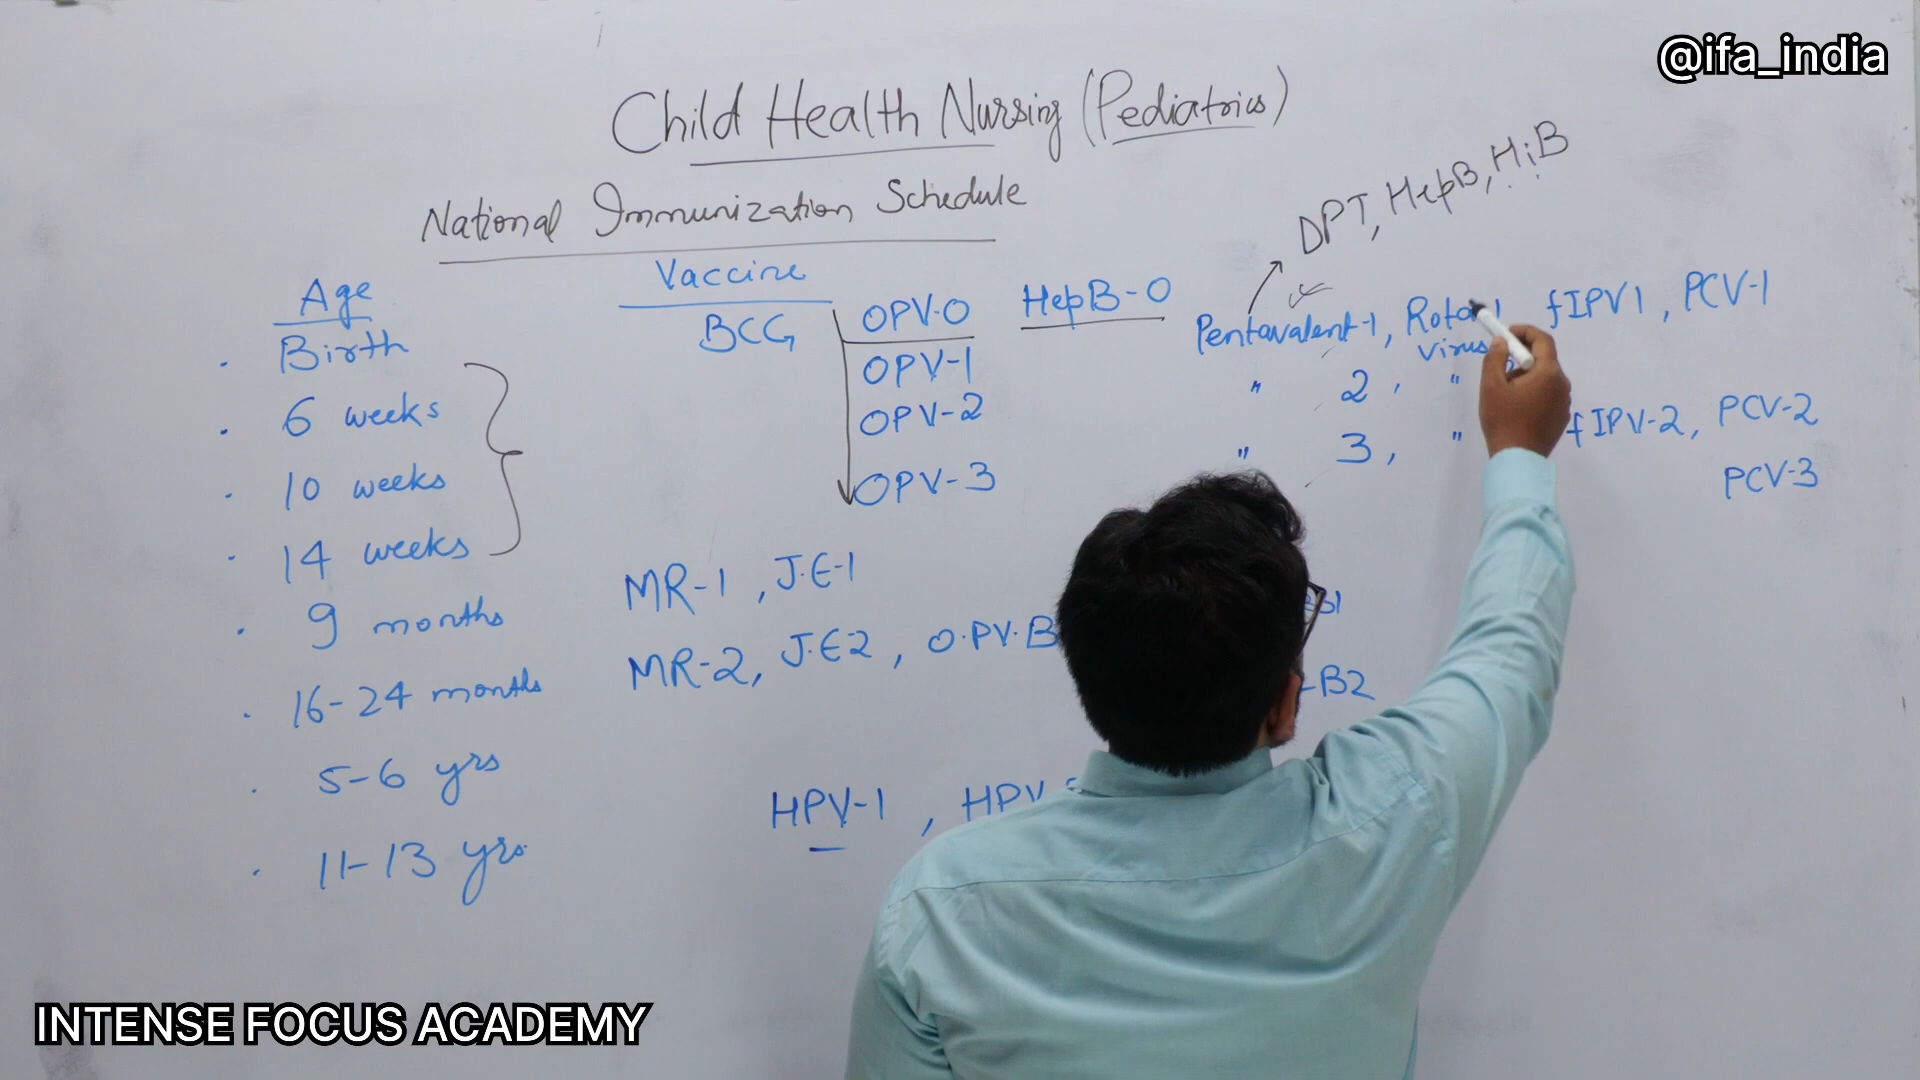 @ifa_india
Child Health Nursing (Pediatrics)
National Immunization Schedule
DPT, HepB, HiB
Age
Vaccine
· Birth
BCG
OPV-0
HepB-0
Pentavalent-1, Rota
virus
fIPV1, PCV-1
· 6 weeks
OPV-1
" 2, "
· 10 weeks
OPV-2
" 3, "
fIPV-2, PCV-2
· 14 weeks
OPV-3
PCV-3
· 9 months
MR-1, J.E-1
· 16-24 months
MR-2, J.E2, O.PV.B
-B2
· 5-6 yrs
· 11-13 yrs
HPV-1, HPV
INTENSE FOCUS ACADEMY